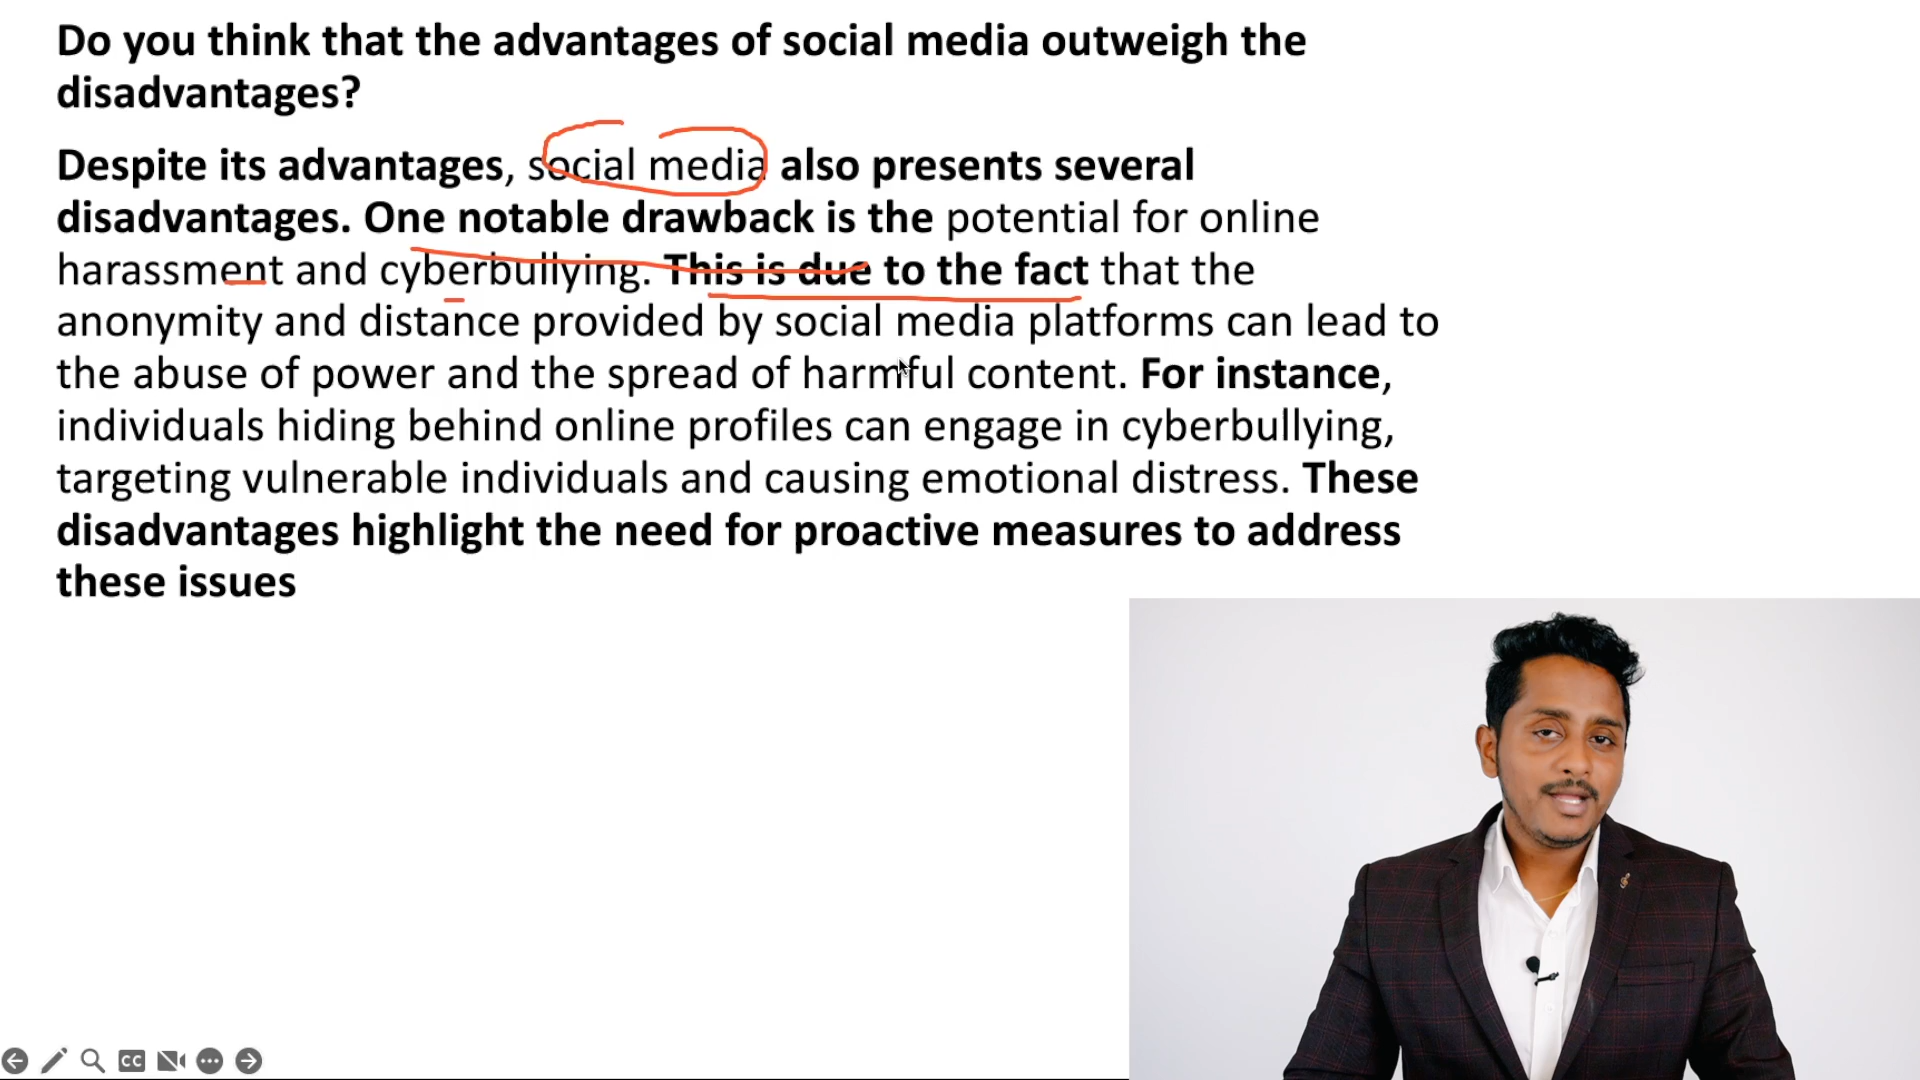 Do you think that the advantages of social media outweigh the
disadvantages?
Despite its advantages, social media also presents several
disadvantages. One notable drawback is the potential for online
harassment and cyberbullying. This is due to the fact that the
anonymity and distance provided by social media platforms can lead to
the abuse of power and the spread of harmful content. For instance,
individuals hiding behind online profiles can engage in cyberbullying,
targeting vulnerable individuals and causing emotional distress. These
disadvantages highlight the need for proactive measures to address
these issues
CC